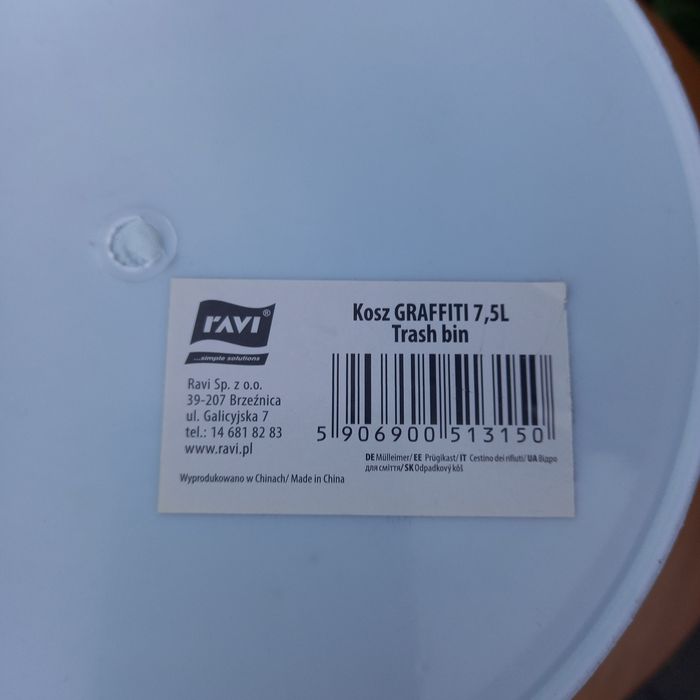 ravi®
...simple solutions
Ravi Sp. z o.o.
39-207 Brzeźnica
ul. Galicyjska 7
tel.: 14 681 82 83
www.ravi.pl
Wyprodukowano w Chinach/ Made in China
Kosz GRAFFITI 7,5L
Trash bin
5 906900 513150
DE Mülleimer/ EE Prügikast/ IT Cestino dei rifiuti/ UA Відро
для сміття/ SK Odpadkový kôš